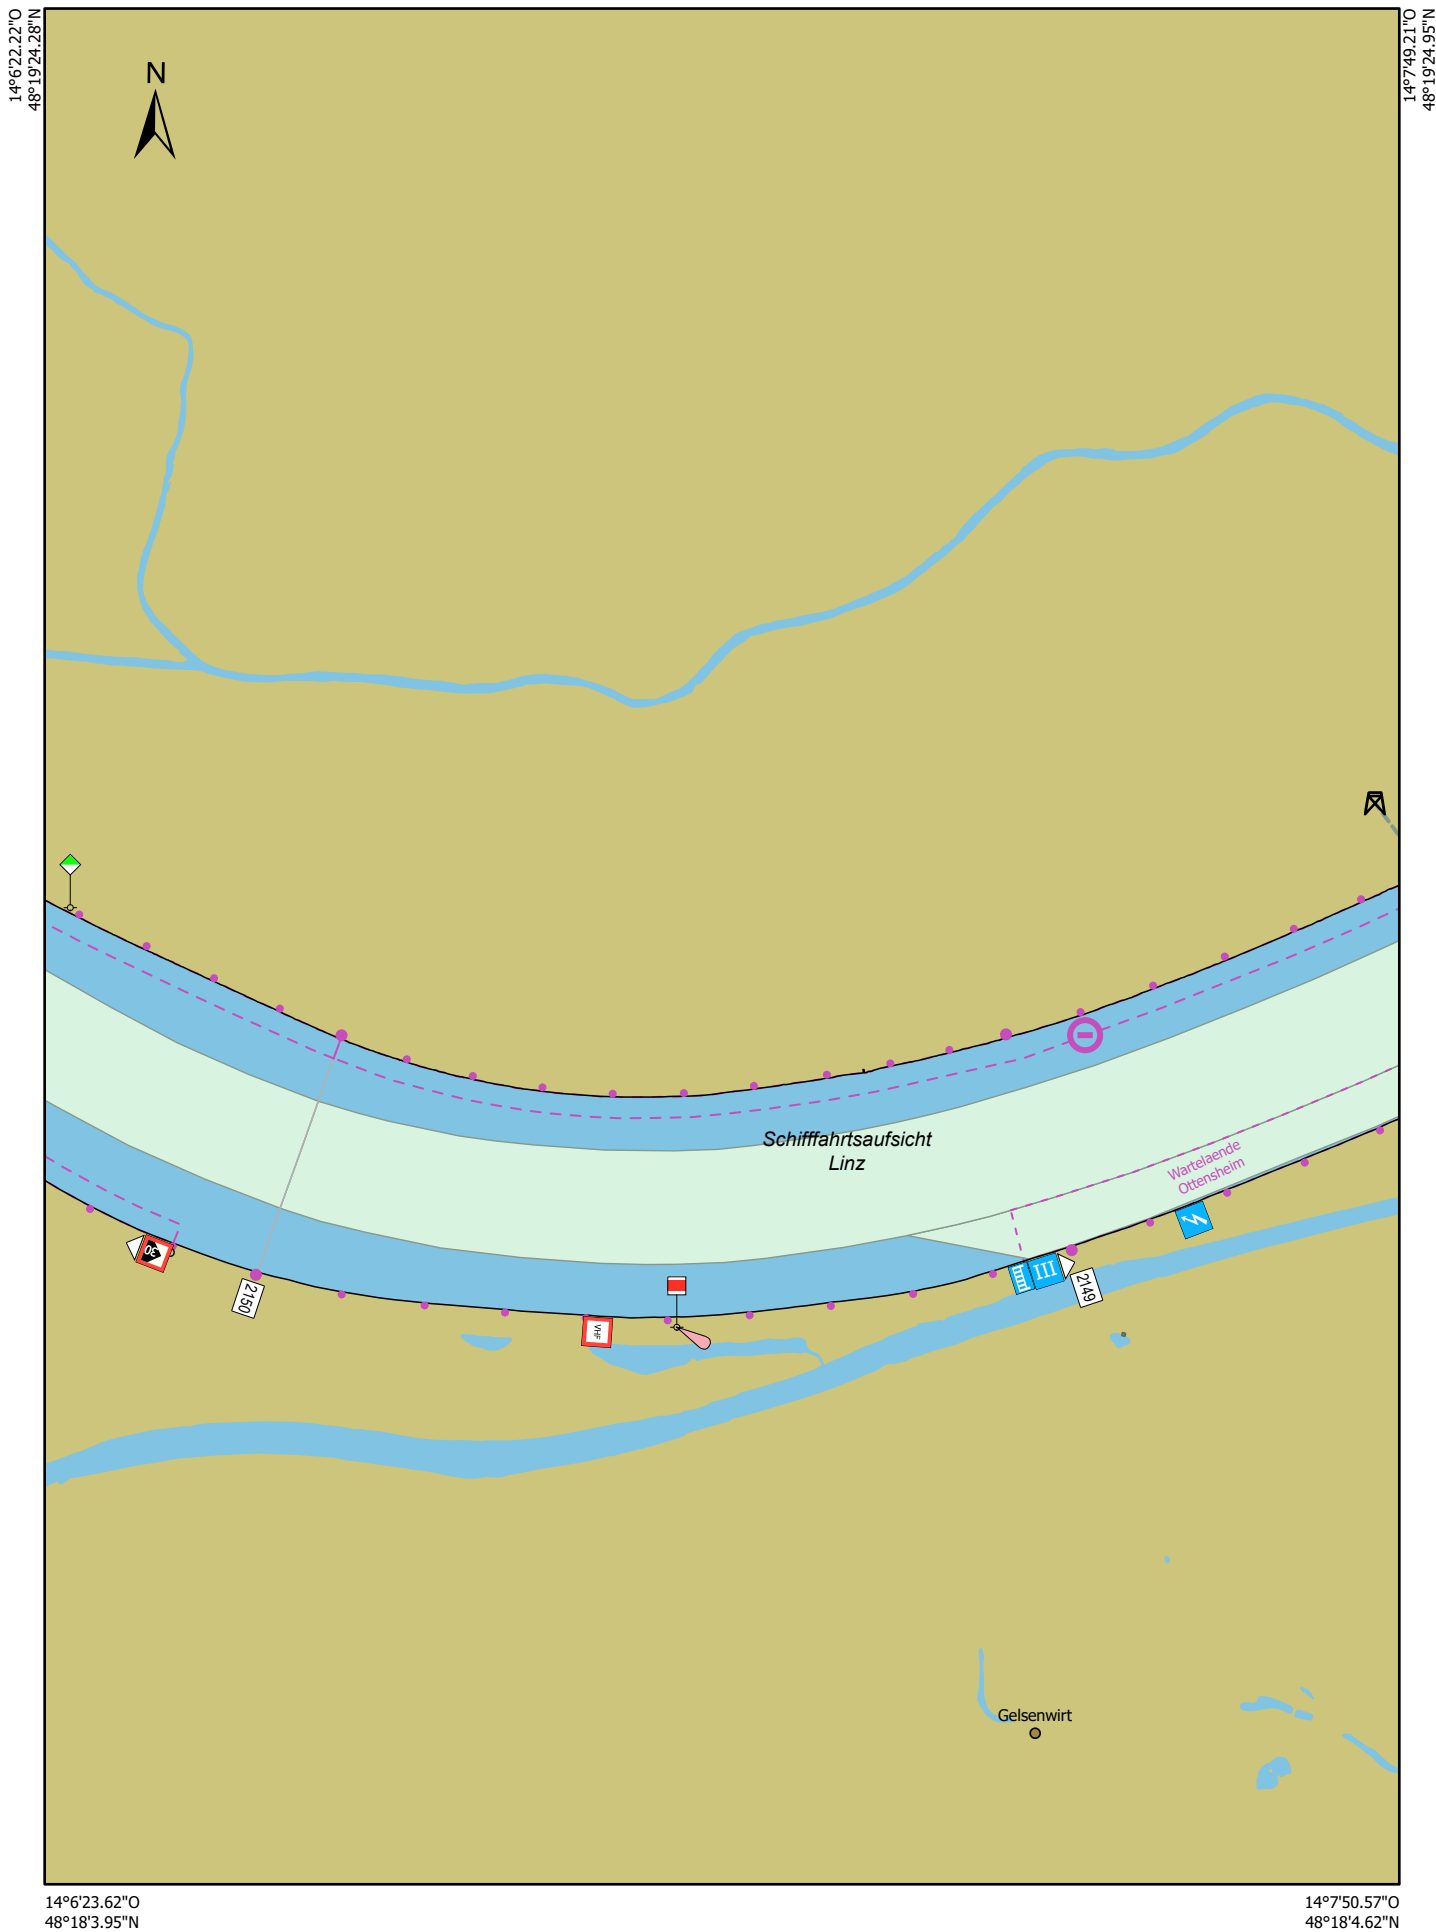 14°6'22.22"O
48°19'24.28"N
14°7'49.21"O
48°19'24.95"N
N
Schifffahrtsaufsicht
Linz
Wartelaende
Ottensheim
30
2150
VHF
III
2149
Gelsenwirt
14°6'23.62"O
48°18'3.95"N
14°7'50.57"O
48°18'4.62"N